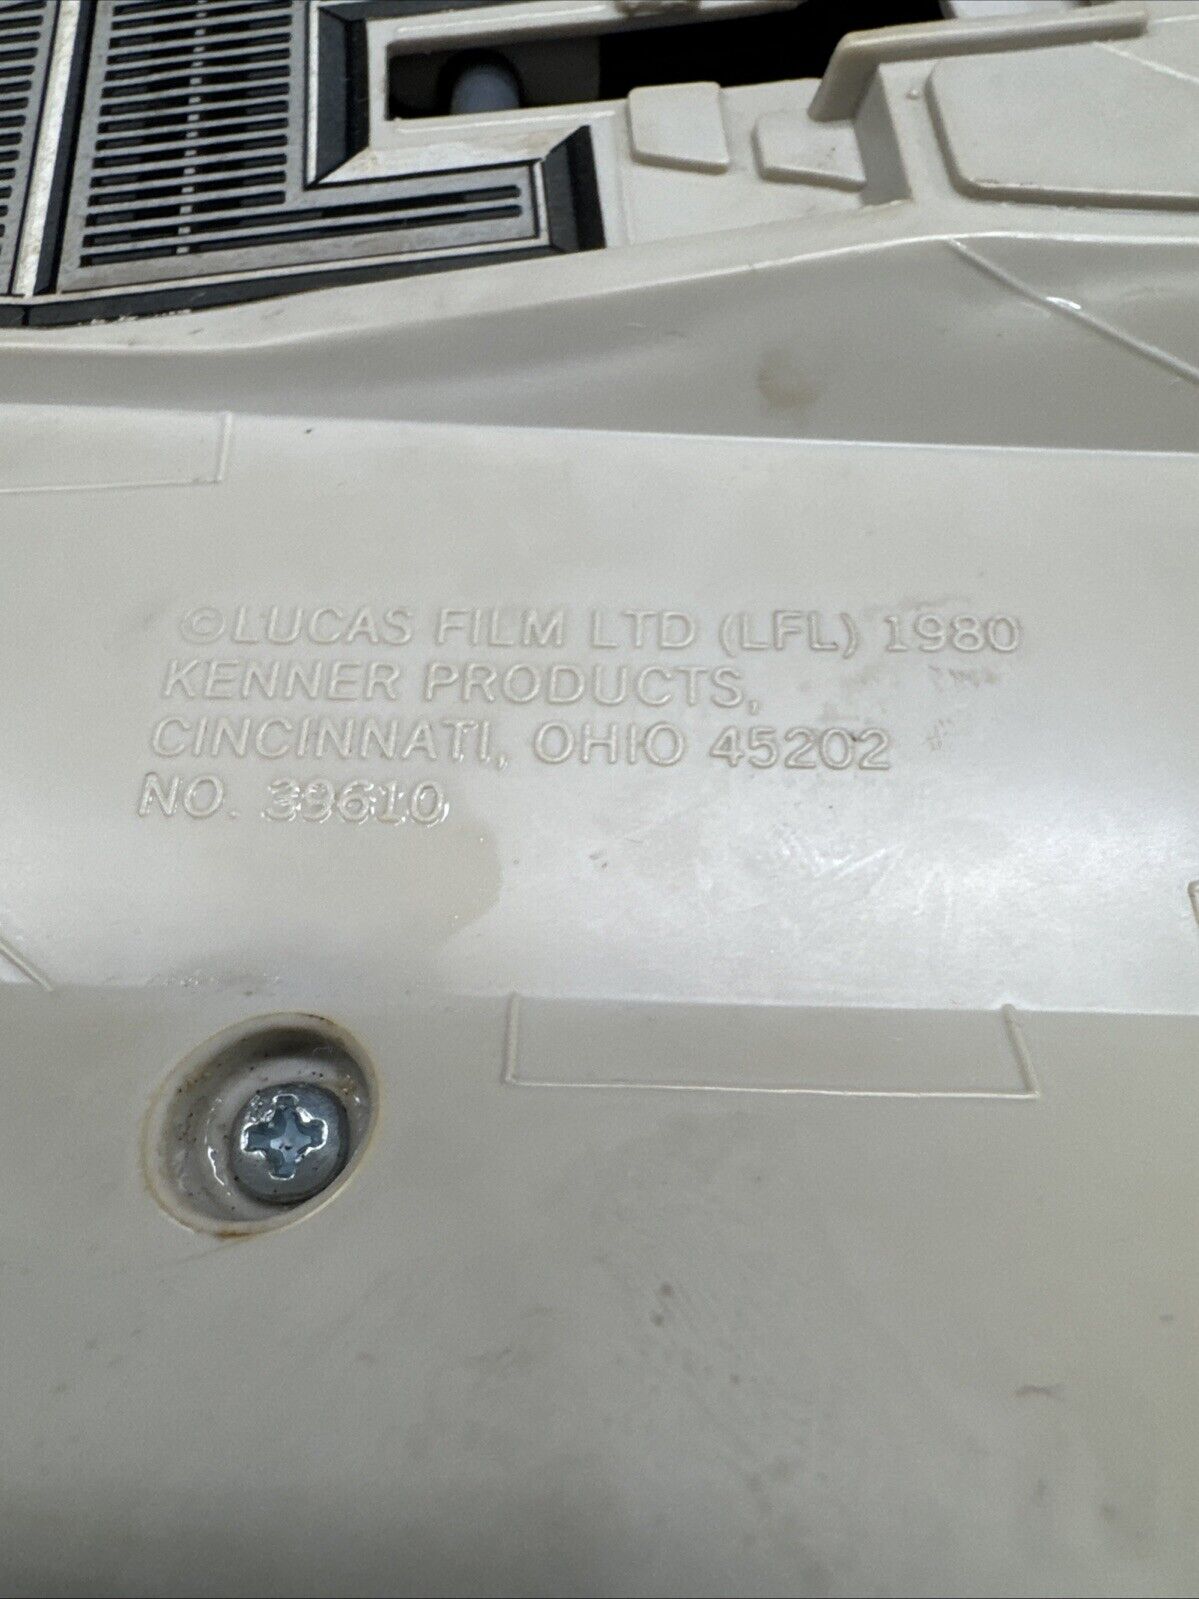 ©LUCAS FILM LTD (LFL) 1980
KENNER PRODUCTS,
CINCINNATI, OHIO 45202
NO. 39610